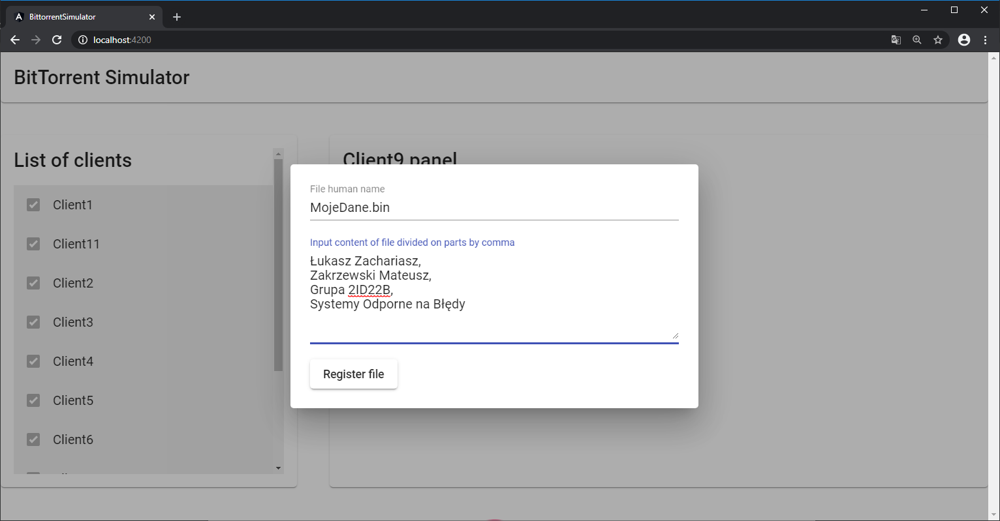 BittorrentSimulator
localhost:4200
BitTorrent Simulator
List of clients
Client1
Client11
Client2
Client3
Client4
Client5
Client6
Client9 panel
File human name
MojeDane.bin
Input content of file divided on parts by comma
Łukasz Zachariasz,
Zakrzewski Mateusz,
Grupa 2ID22B,
Systemy Odporne na Błędy
Register file